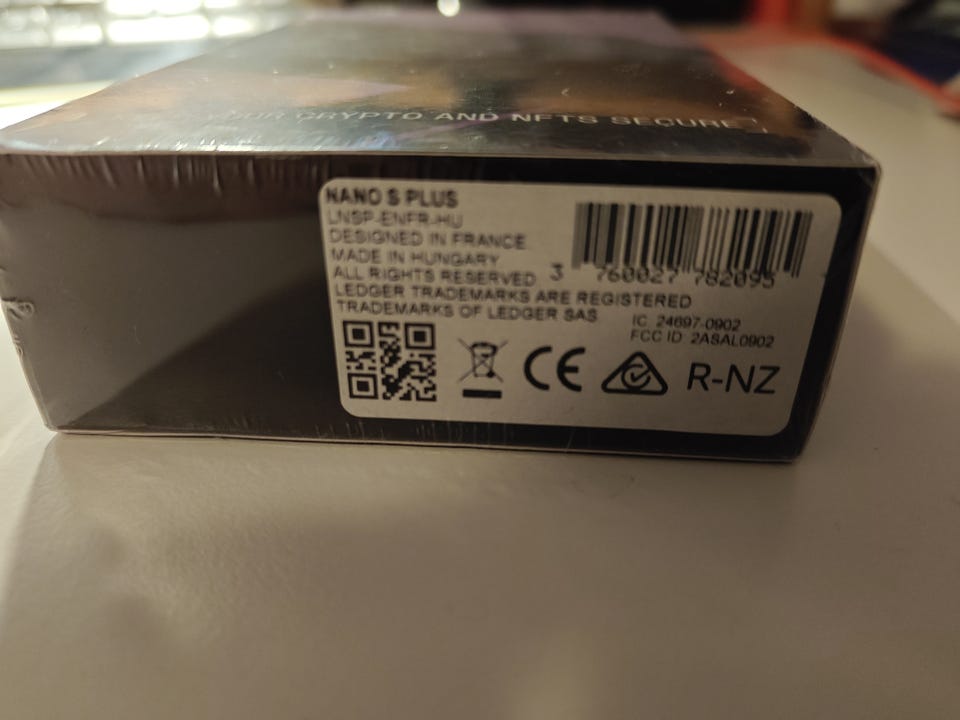 YOUR CRYPTO AND NFTS SECURE
NANO S PLUS
LNSP-ENFR-HU
DESIGNED IN FRANCE
MADE IN HUNGARY
ALL RIGHTS RESERVED
LEDGER TRADEMARKS ARE REGISTERED
TRADEMARKS OF LEDGER SAS
3 760027 782095
IC 24697-0902
FCC ID 2ASAL0902
CE
R-NZ